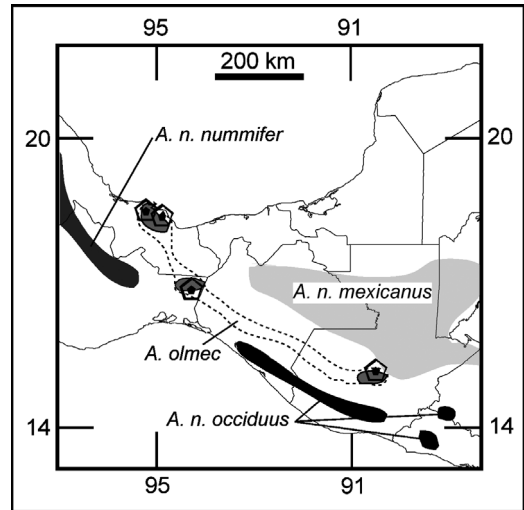 95 91
200 km
20 20
A. n. nummifer
A. n. mexicanus
A. olmec
A. n. occiduus
14 14
95 91